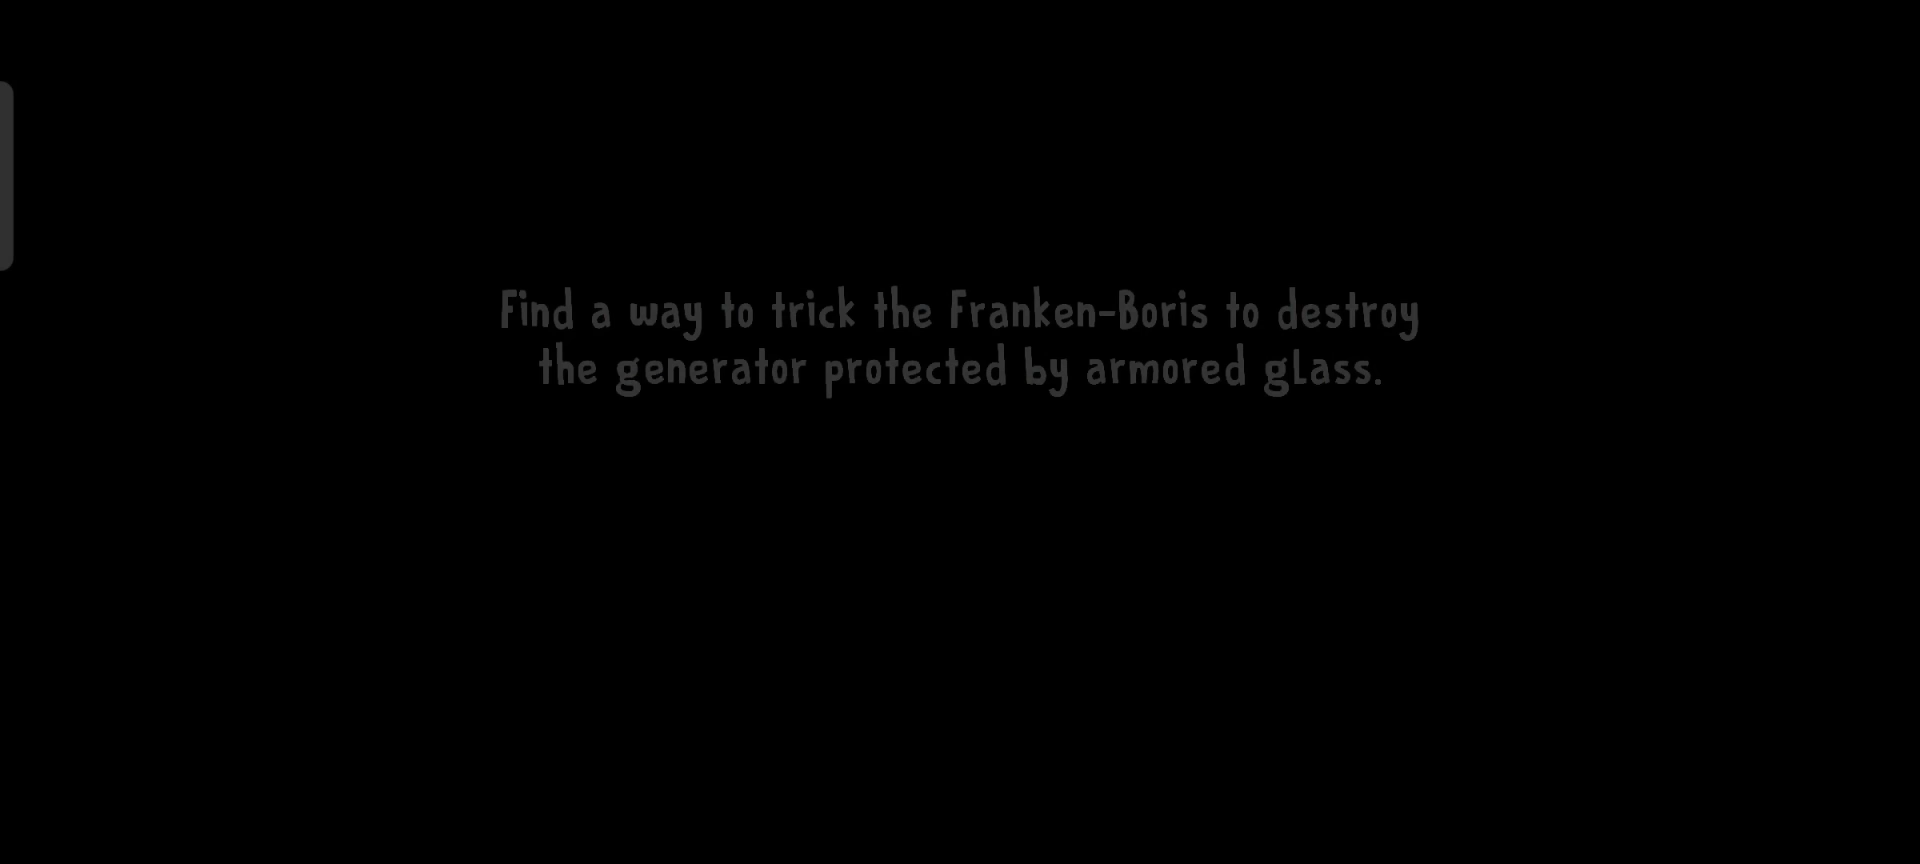 Find a way to trick the Franken-Boris to destroy
the generator protected by armored glass.